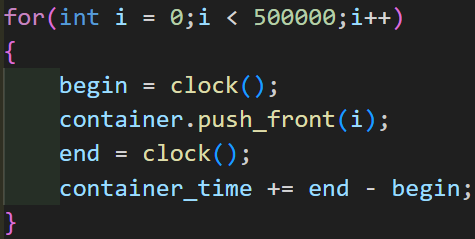 for(int i = 0;i < 500000;i++)
{
    begin = clock();
    container.push_front(i);
    end = clock();
    container_time += end - begin;
}